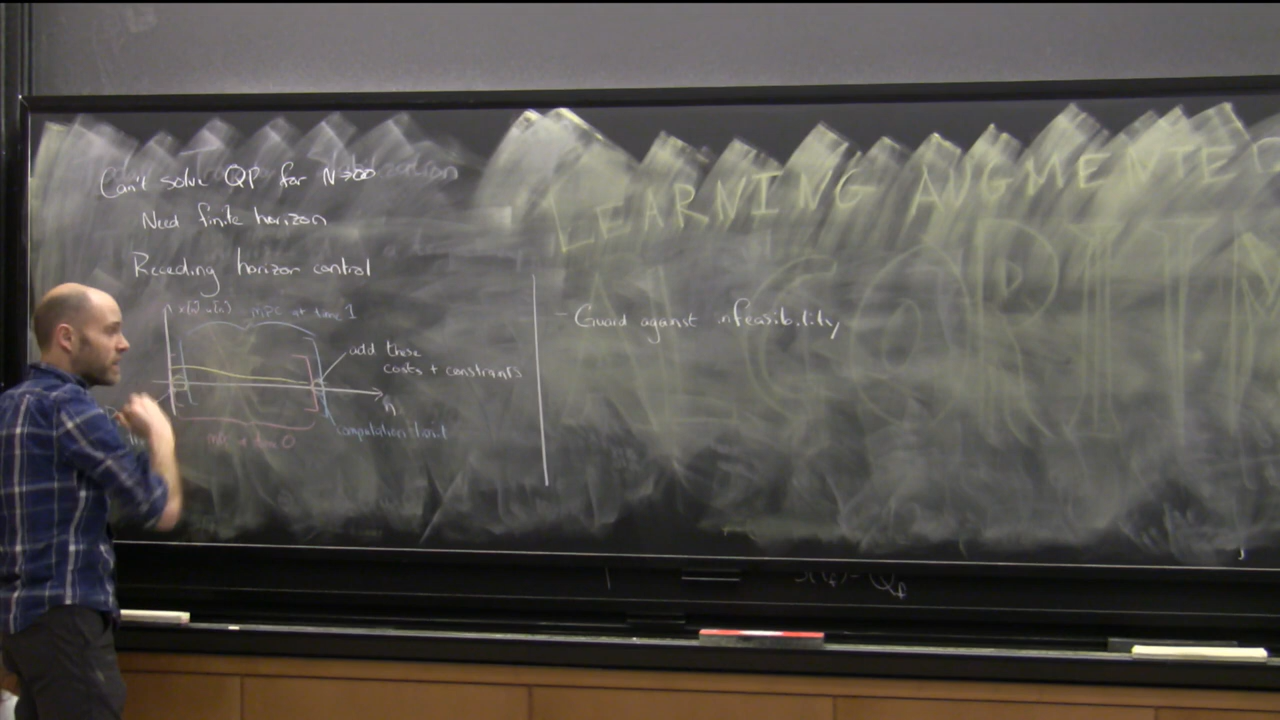 Can't solve QP for N→∞
Need finite horizon
Receding horizon control
x[n], u[n]
MPC at time 1
add these
costs + constraints
n
computation limit
MPC at time 0
- Guard against infeasibility
LEARNING AUGMENTED
ALGORITHM